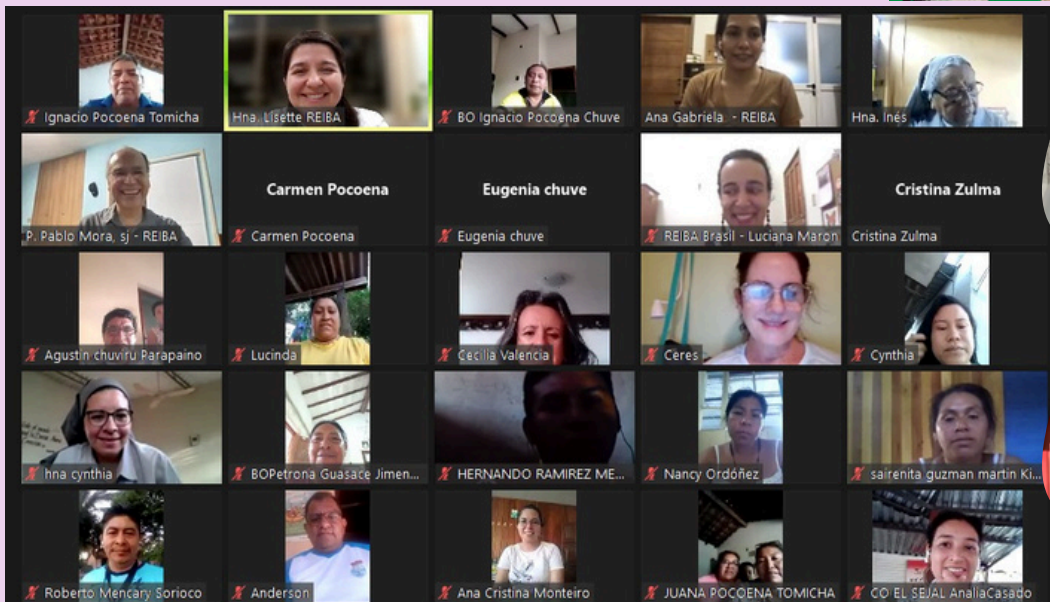 Ignacio Pocoena Tomicha
Hna. Lisette REIBA
BO Ignacio Pocoena Chuve
Ana Gabriela - REIBA
Hna. Inés
P. Pablo Mora, sj - REIBA
Carmen Pocoena
Carmen Pocoena
Eugenia chuve
Eugenia chuve
REIBA Brasil - Luciana Maron
Cristina Zulma
Cristina Zulma
Agustin chuviru Parapaino
Lucinda
Cecilia Valencia
Ceres
Cynthia
hna cynthia
BOPetrona Guasace Jimen...
HERNANDO RAMIREZ ME...
Nancy Ordóñez
sairenita guzman martin Ki...
Roberto Mencary Sorioco
Anderson
Ana Cristina Monteiro
JUANA POCOENA TOMICHA
CO EL SEJAL AnaliaCasado